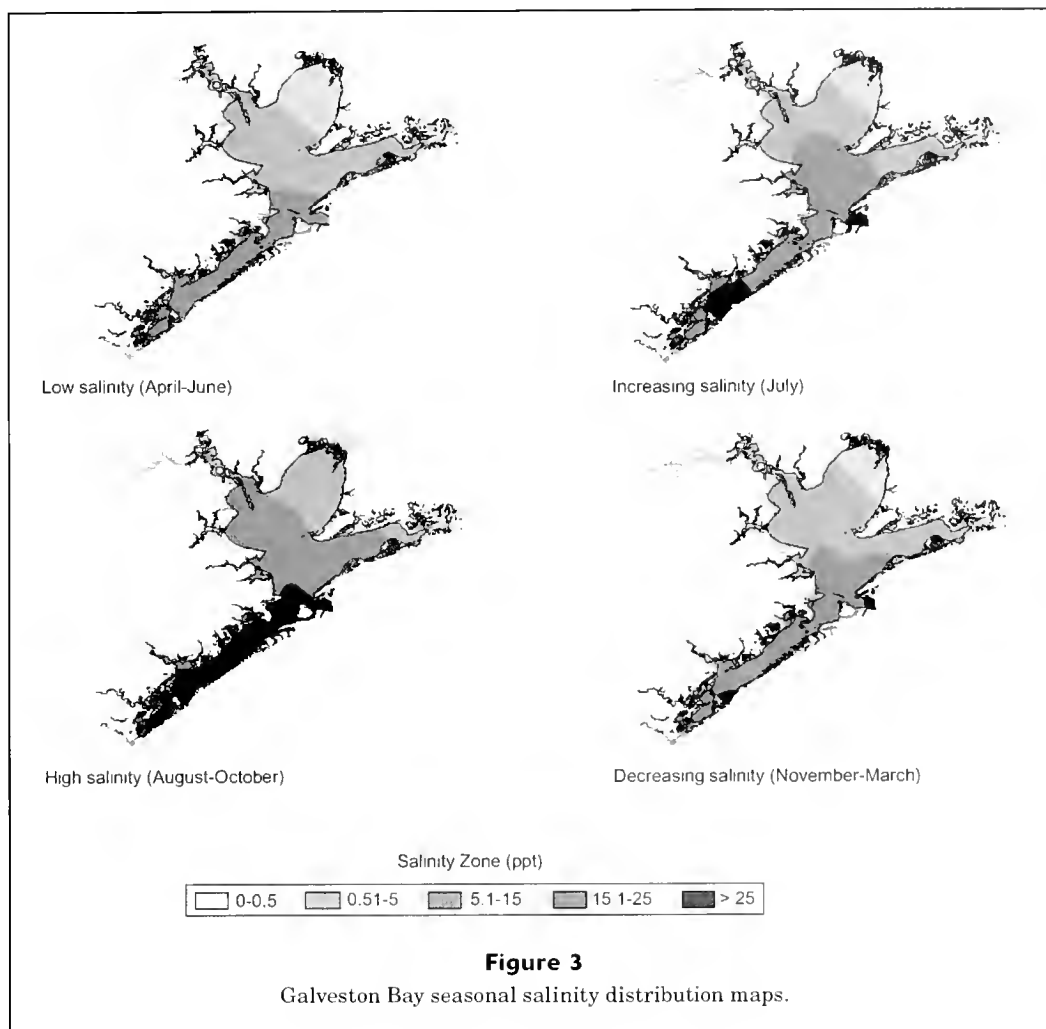 Low salinity (April-June)
Increasing salinity (July)
High salinity (August-October)
Decreasing salinity (November-March)
Salinity Zone (ppt)
0-0.5 0.51-5 5.1-15 15 1-25 > 25
Figure 3
Galveston Bay seasonal salinity distribution maps.